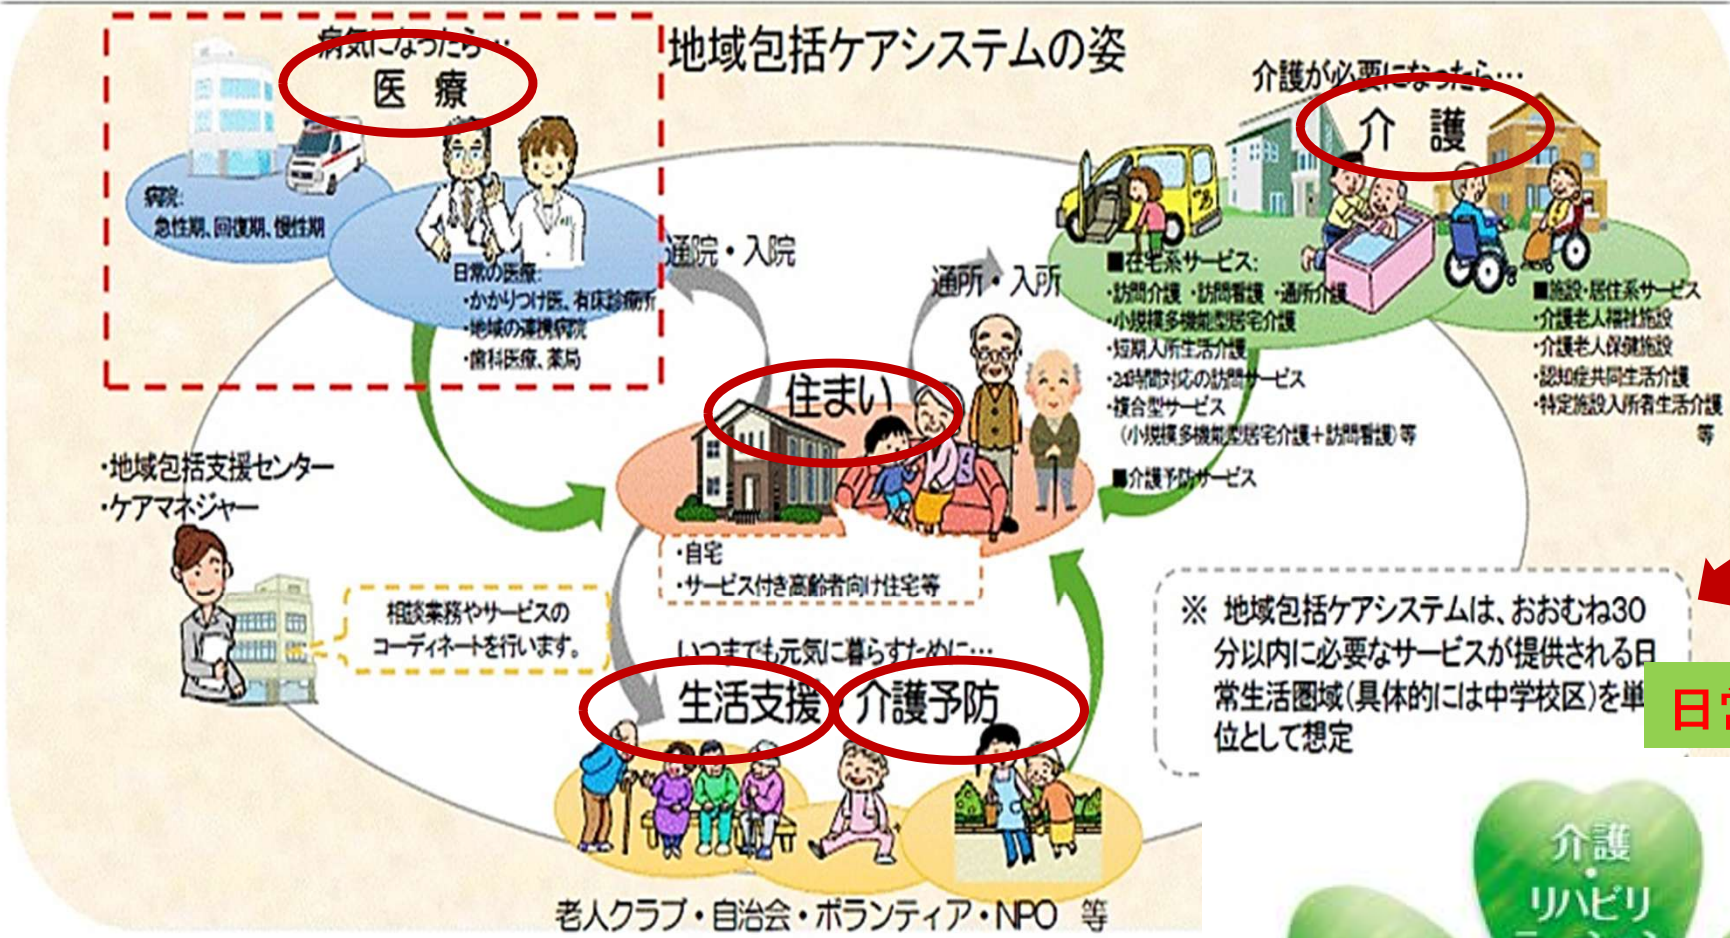 地域包括ケアシステムの姿
病気になったら…
医 療
病院:
急性期、回復期、慢性期
日常の医療:
・かかりつけ医、有床診療所
・地域の連携病院
・歯科医療、薬局
通院・入院
通所・入所
介護が必要になったら…
介 護
■在宅系サービス:
・訪問介護 ・訪問看護 ・通所介護
・小規模多機能型居宅介護
・短期入所生活介護
・24時間対応の訪問サービス
・複合型サービス
（小規模多機能型居宅介護＋訪問看護）等
■介護予防サービス
■施設・居住系サービス
・介護老人福祉施設
・介護老人保健施設
・認知症共同生活介護
・特定施設入所者生活介護
等
住まい
・自宅
・サービス付き高齢者向け住宅等
・地域包括支援センター
・ケアマネジャー
相談業務やサービスの
コーディネートを行います。
いつまでも元気に暮らすために…
生活支援・介護予防
老人クラブ・自治会・ボランティア・NPO 等
※ 地域包括ケアシステムは、おおむね30
分以内に必要なサービスが提供される日
常生活圏域(具体的には中学校区)を単
位として想定
日常
介護
・
リハビリ